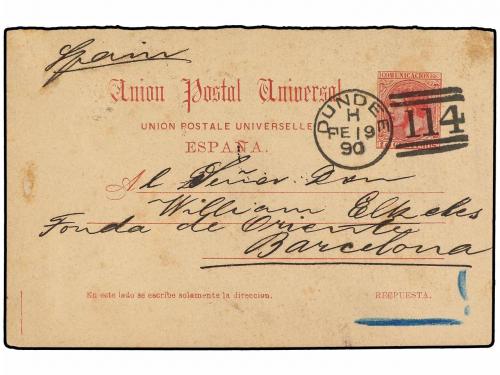 Spain
Union Postal Universal
COMUNICACIONES
UNION POSTALE UNIVERSELLE
ESPAÑA.
DUNDEE
H
FE 19
90
114
Al Señor Don
William Elkeles
Fonda de Oriente
Barcelona
En este lado se escribe solamente la direccion.
RESPUESTA.